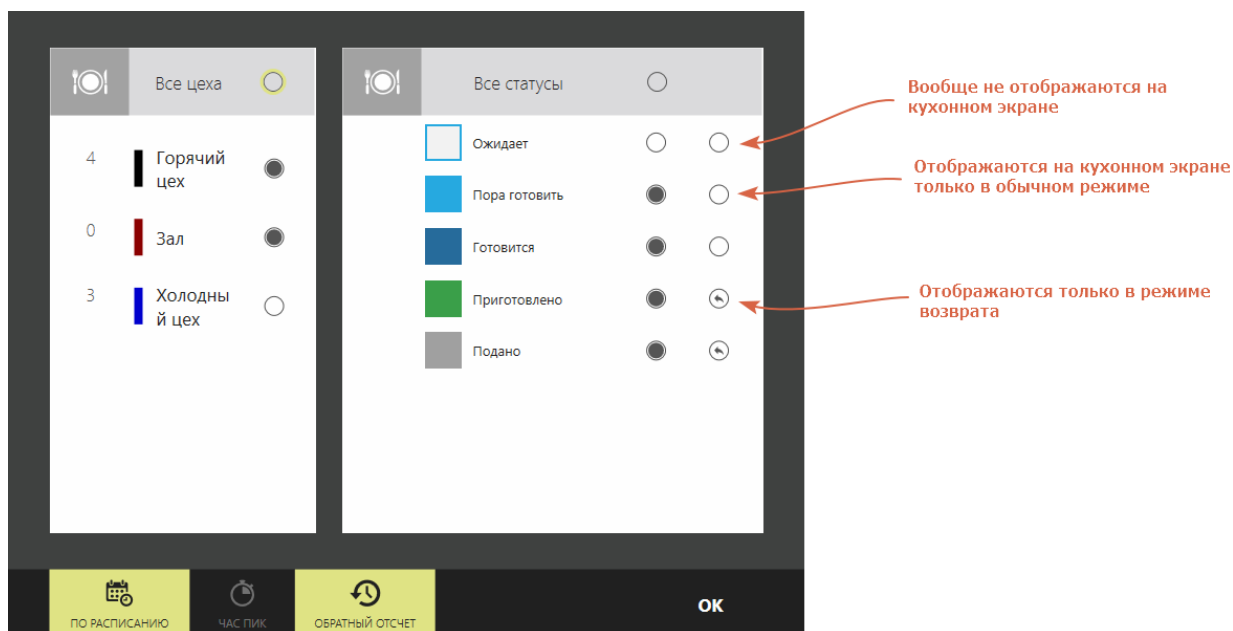 Все цеха
4
Горячий
цех
0
Зал
3
Холодны
й цех
Все статусы
Ожидает
Пора готовить
Готовится
Приготовлено
Подано
Вообще не отображаются на
кухонном экране
Отображаются на кухонном экране
только в обычном режиме
Отображаются только в режиме
возврата
ПО РАСПИСАНИЮ
ЧАС ПИК
ОБРАТНЫЙ ОТСЧЕТ
ОК